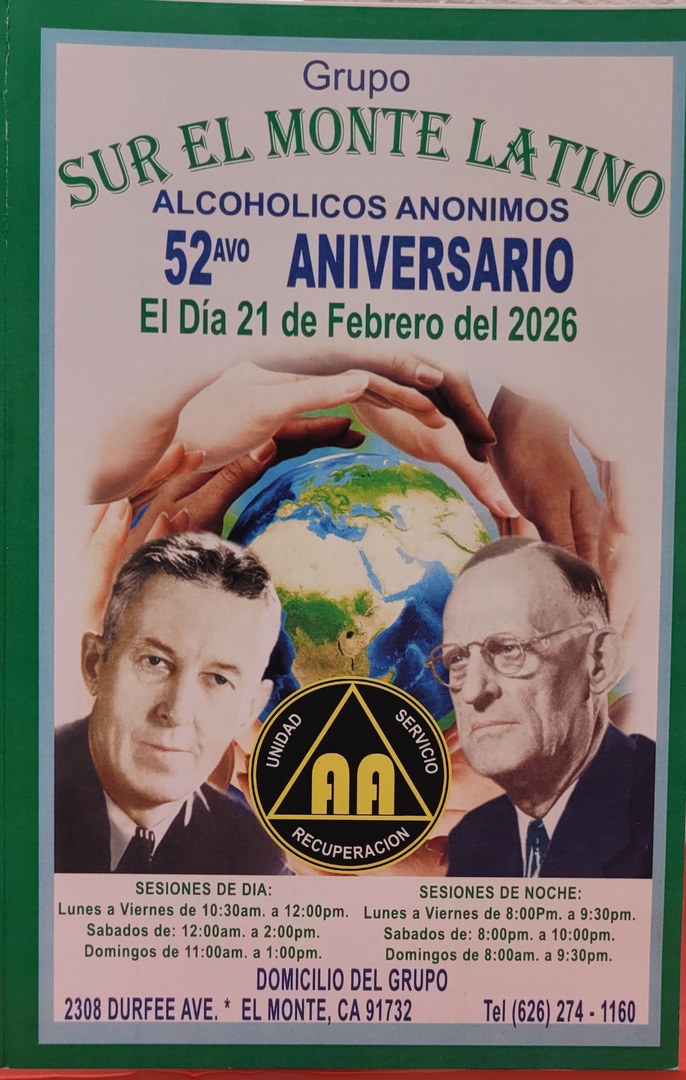 Grupo
SUR EL MONTE LATINO
ALCOHOLICOS ANONIMOS
52AVO ANIVERSARIO
El Día 21 de Febrero del 2026
UNIDAD
SERVICIO
AA
RECUPERACION
SESIONES DE DIA:
Lunes a Viernes de 10:30am. a 12:00pm.
Sabados de: 12:00am. a 2:00pm.
Domingos de 11:00am. a 1:00pm.
SESIONES DE NOCHE:
Lunes a Viernes de 8:00Pm. a 9:30pm.
Sabados de: 8:00pm. a 10:00pm.
Domingos de 8:00am. a 9:30pm.
DOMICILIO DEL GRUPO
2308 DURFEE AVE. * EL MONTE, CA 91732 Tel (626) 274 - 1160